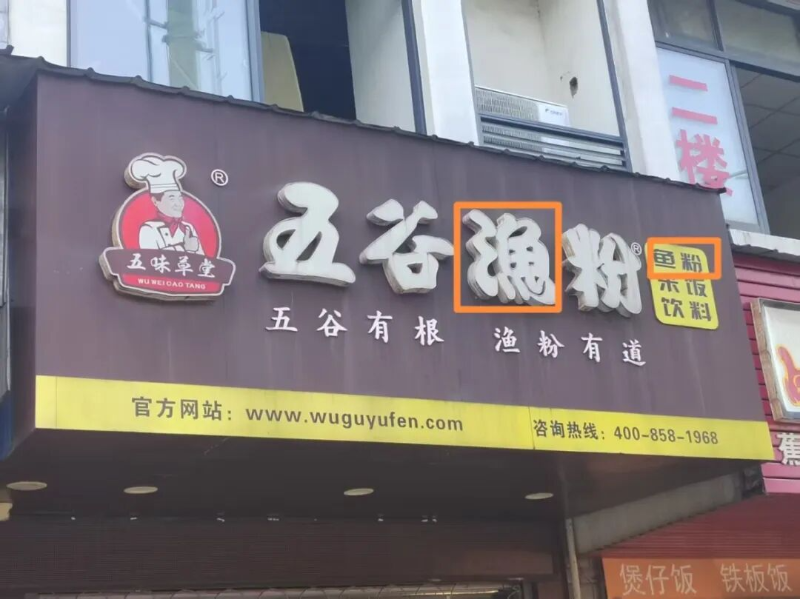 二楼
®
五味草堂
WU WEI CAO TANG
五谷渔粉®
鱼粉
米饭
饮料
五谷有根 渔粉有道
官方网站：www.wuguyufen.com
咨询热线：400-858-1968
蕉
煲仔饭 铁板饭